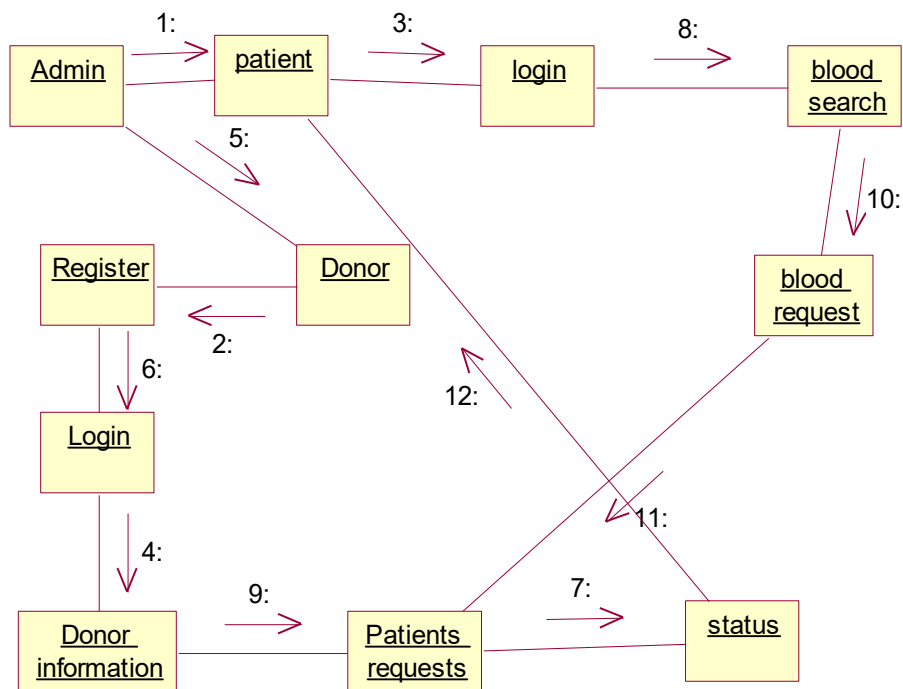 1:
3:
8:
Admin
patient
login
blood
search
5:
10:
Register
Donor
blood
request
2:
6:
12:
Login
11:
4:
9:
7:
Donor
information
Patients
requests
status